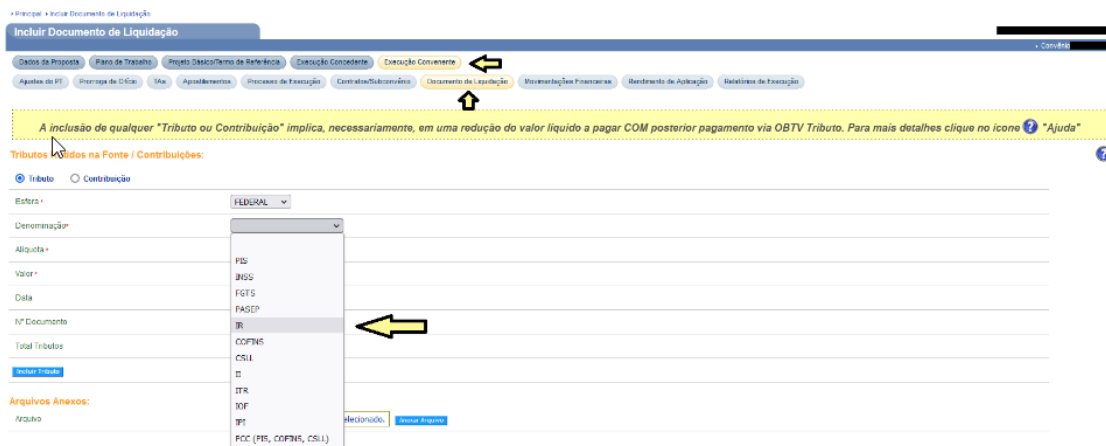 Principal Incluir Documento de Liquidação
Incluir Documento de Liquidação
Convênio
Dados da Proposta Plano de Trabalho Projeto Básico/Termo de Referência Execução Concedente Execução Convenente
Ajustes do PT Prorroga de Ofício TAs Apostilamentos Processo de Execução Contratos/Subconvênio Documento de Liquidação Movimentações Financeiras Rendimento de Aplicação Relatórios de Execução
A inclusão de qualquer "Tributo ou Contribuição" implica, necessariamente, em uma redução do valor líquido a pagar COM posterior pagamento via OBTV Tributo. Para mais detalhes clique no ícone ? "Ajuda"
Tributos Retidos na Fonte / Contribuições:
Tributo Contribuição
Esfera * FEDERAL
Denominação*
Alíquota *
PIS
Valor *
INSS
Data
FGTS
PASEP
Nº Documento
IR
Total Tributos
COFINS
CSLL
Incluir Tributo
II
ITR
Arquivos Anexos:
IOF
Arquivo
IPI
elecionado. Anexar Arquivo
PCC (PIS, COFINS, CSLL)